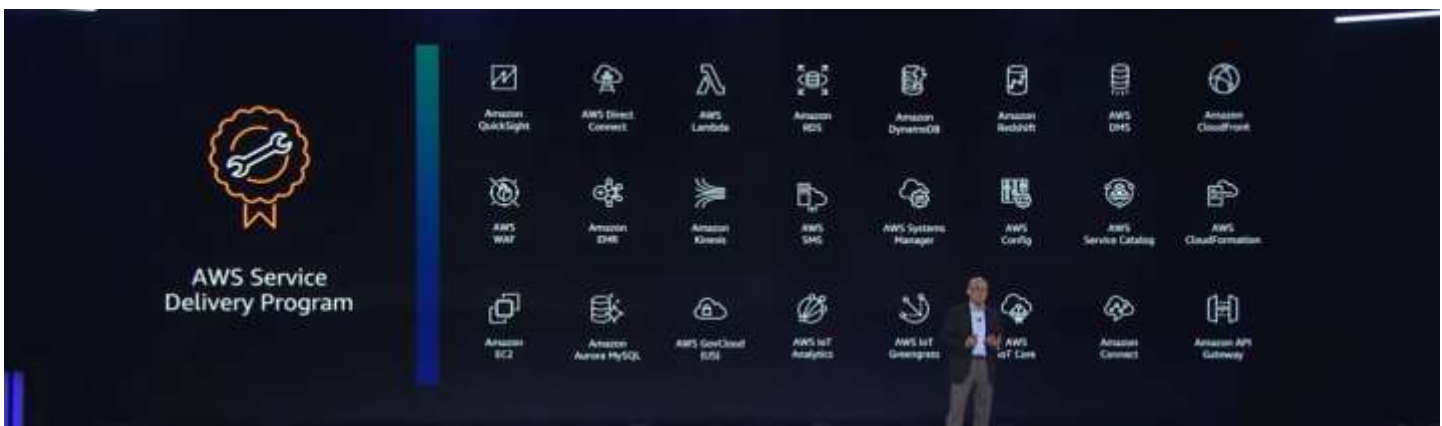 AWS Service
Delivery Program
Amazon
QuickSight
AWS Direct
Connect
AWS
Lambda
Amazon
RDS
Amazon
DynamoDB
Amazon
Redshift
AWS
DMS
Amazon
CloudFront
AWS
WAF
Amazon
EMR
Amazon
Kinesis
AWS
SMS
AWS Systems
Manager
AWS
Config
AWS
Service Catalog
AWS
CloudFormation
Amazon
EC2
Amazon
Aurora MySQL
AWS GovCloud
(US)
AWS IoT
Analytics
AWS IoT
Greengrass
AWS
IoT Core
Amazon
Connect
Amazon API
Gateway